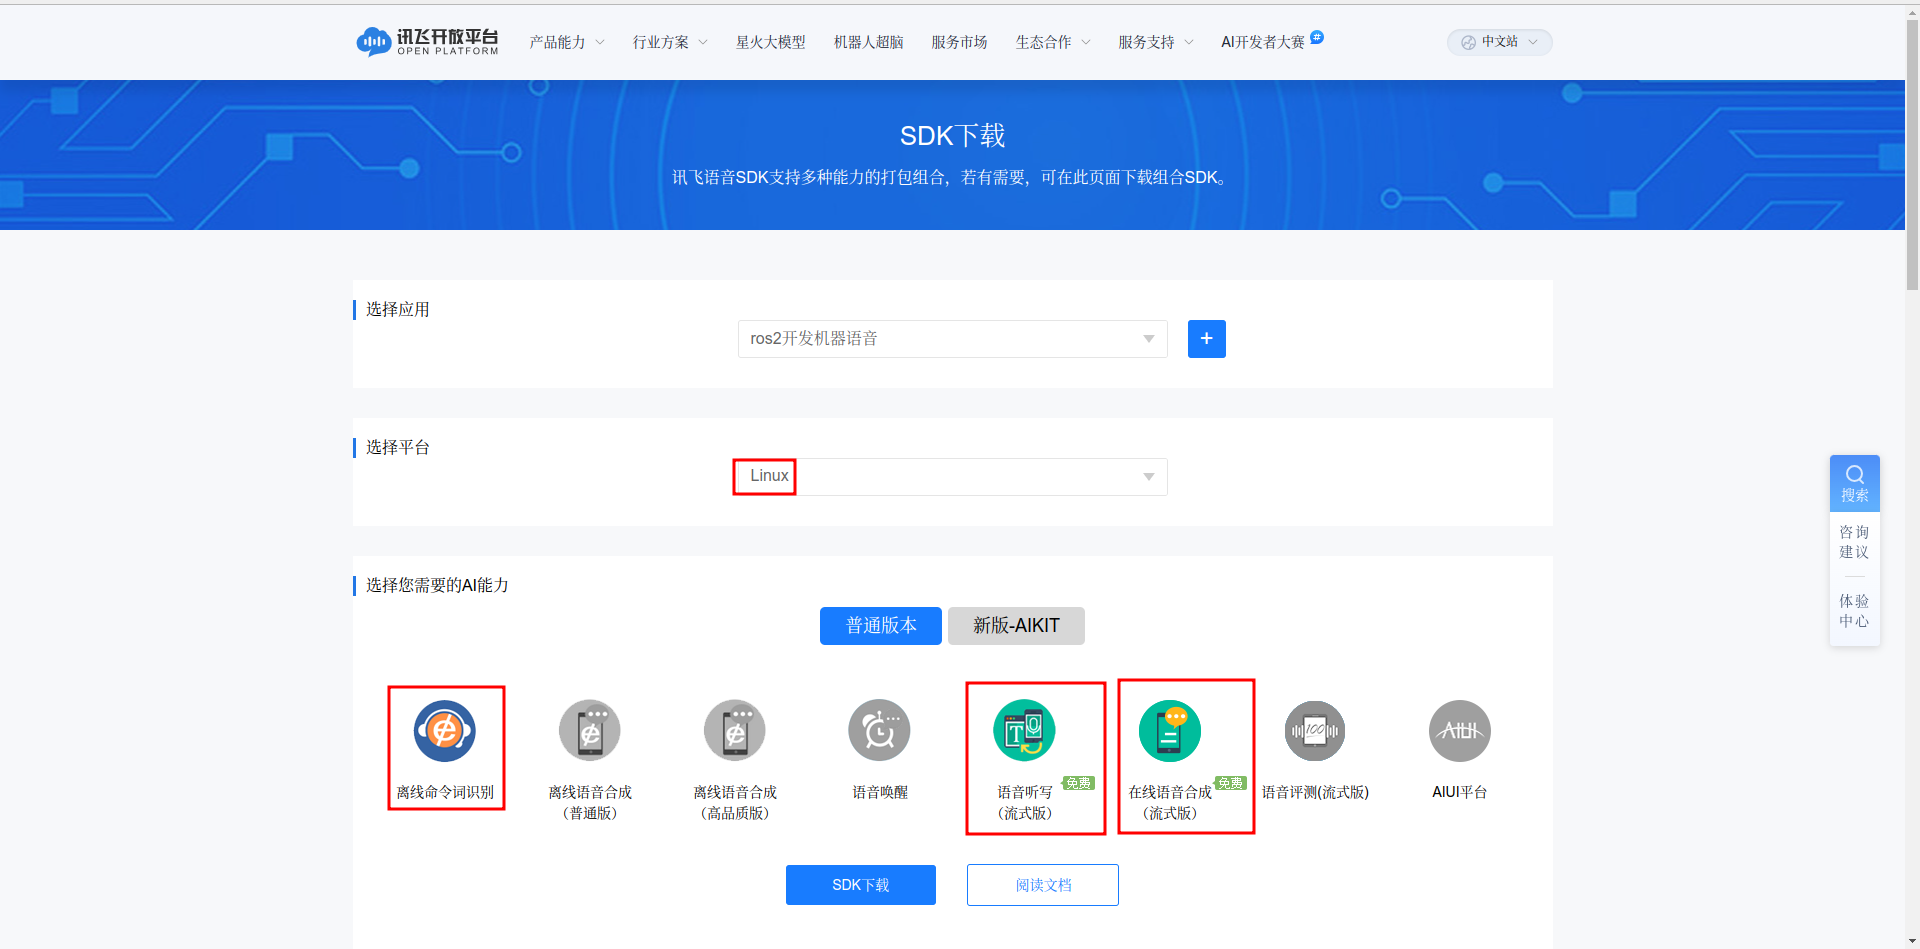 讯飞开放平台
OPEN PLATFORM
产品能力
行业方案
星火大模型
机器人超脑
服务市场
生态合作
服务支持
AI开发者大赛
#
中文站
SDK下载
讯飞语音SDK支持多种能力的打包组合，若有需要，可在此页面下载组合SDK。
选择应用
ros2开发机器语音
+
选择平台
Linux
搜索
咨询
建议
体验
中心
选择您需要的AI能力
普通版本
新版-AIKIT
离线命令词识别
离线语音合成
（普通版）
离线语音合成
（高品质版）
语音唤醒
T
语音听写
免费
（流式版）
在线语音合成
免费
（流式版）
100
语音评测(流式版)
AIUI
AIUI平台
SDK下载
阅读文档